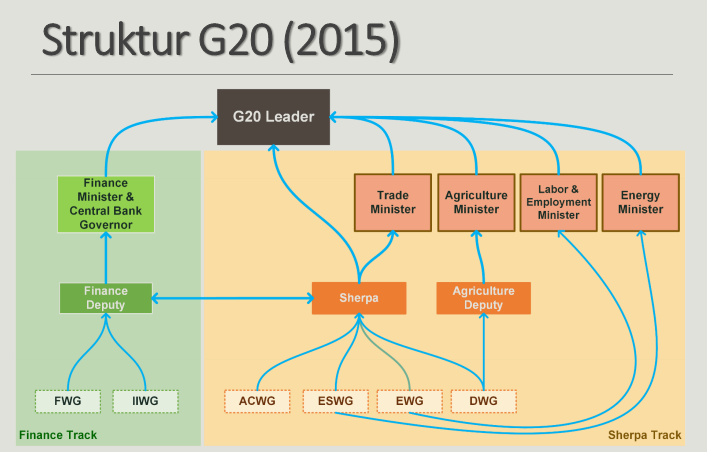 Struktur G20 (2015)
G20 Leader
Finance
Minister &
Central Bank
Governor
Trade
Minister
Agriculture
Minister
Labor &
Employment
Minister
Energy
Minister
Finance
Deputy
Sherpa
Agriculture
Deputy
FWG
IIWG
ACWG
ESWG
EWG
DWG
Finance Track
Sherpa Track